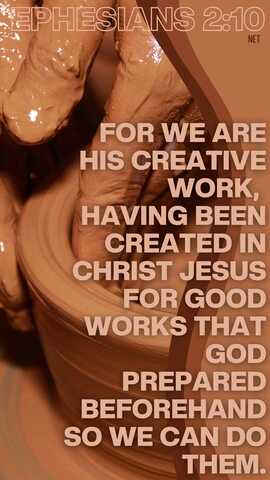 EPHESIANS 2:10
NET
FOR WE ARE
HIS CREATIVE
WORK,
HAVING BEEN
CREATED IN
CHRIST JESUS
FOR GOOD
WORKS THAT
GOD
PREPARED
BEFOREHAND
SO WE CAN DO
THEM.